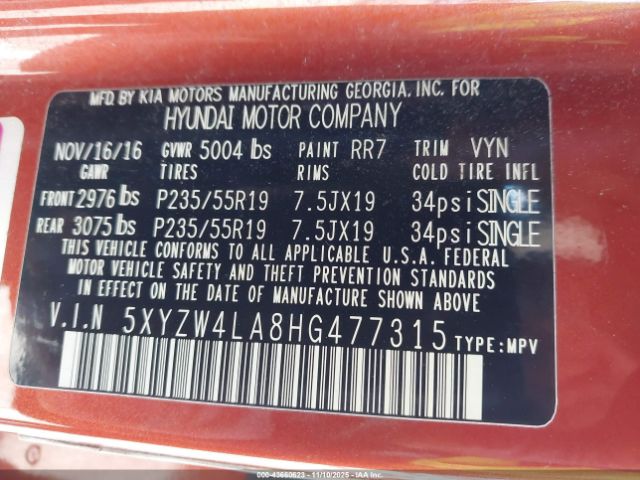 MFD.BY KIA MOTORS MANUFACTURING GEORGIA, INC. FOR
HYUNDAI MOTOR COMPANY
NOV/16/16 GVWR 5004 lbs PAINT RR7 TRIM VYN
GAWR TIRES RIMS COLD TIRE INFL
FRONT 2976 lbs P235/55R19 7.5JX19 34psi SINGLE
REAR 3075 lbs P235/55R19 7.5JX19 34psi SINGLE
THIS VEHICLE CONFORMS TO ALL APPLICABLE U.S.A. FEDERAL
MOTOR VEHICLE SAFETY AND THEFT PREVENTION STANDARDS
IN EFFECT ON THE DATE OF MANUFACTURE SHOWN ABOVE.
V.I.N 5XYZW4LA8HG477315 TYPE:MPV
000-43660623 - 11/10/2025 - IAAI.COM